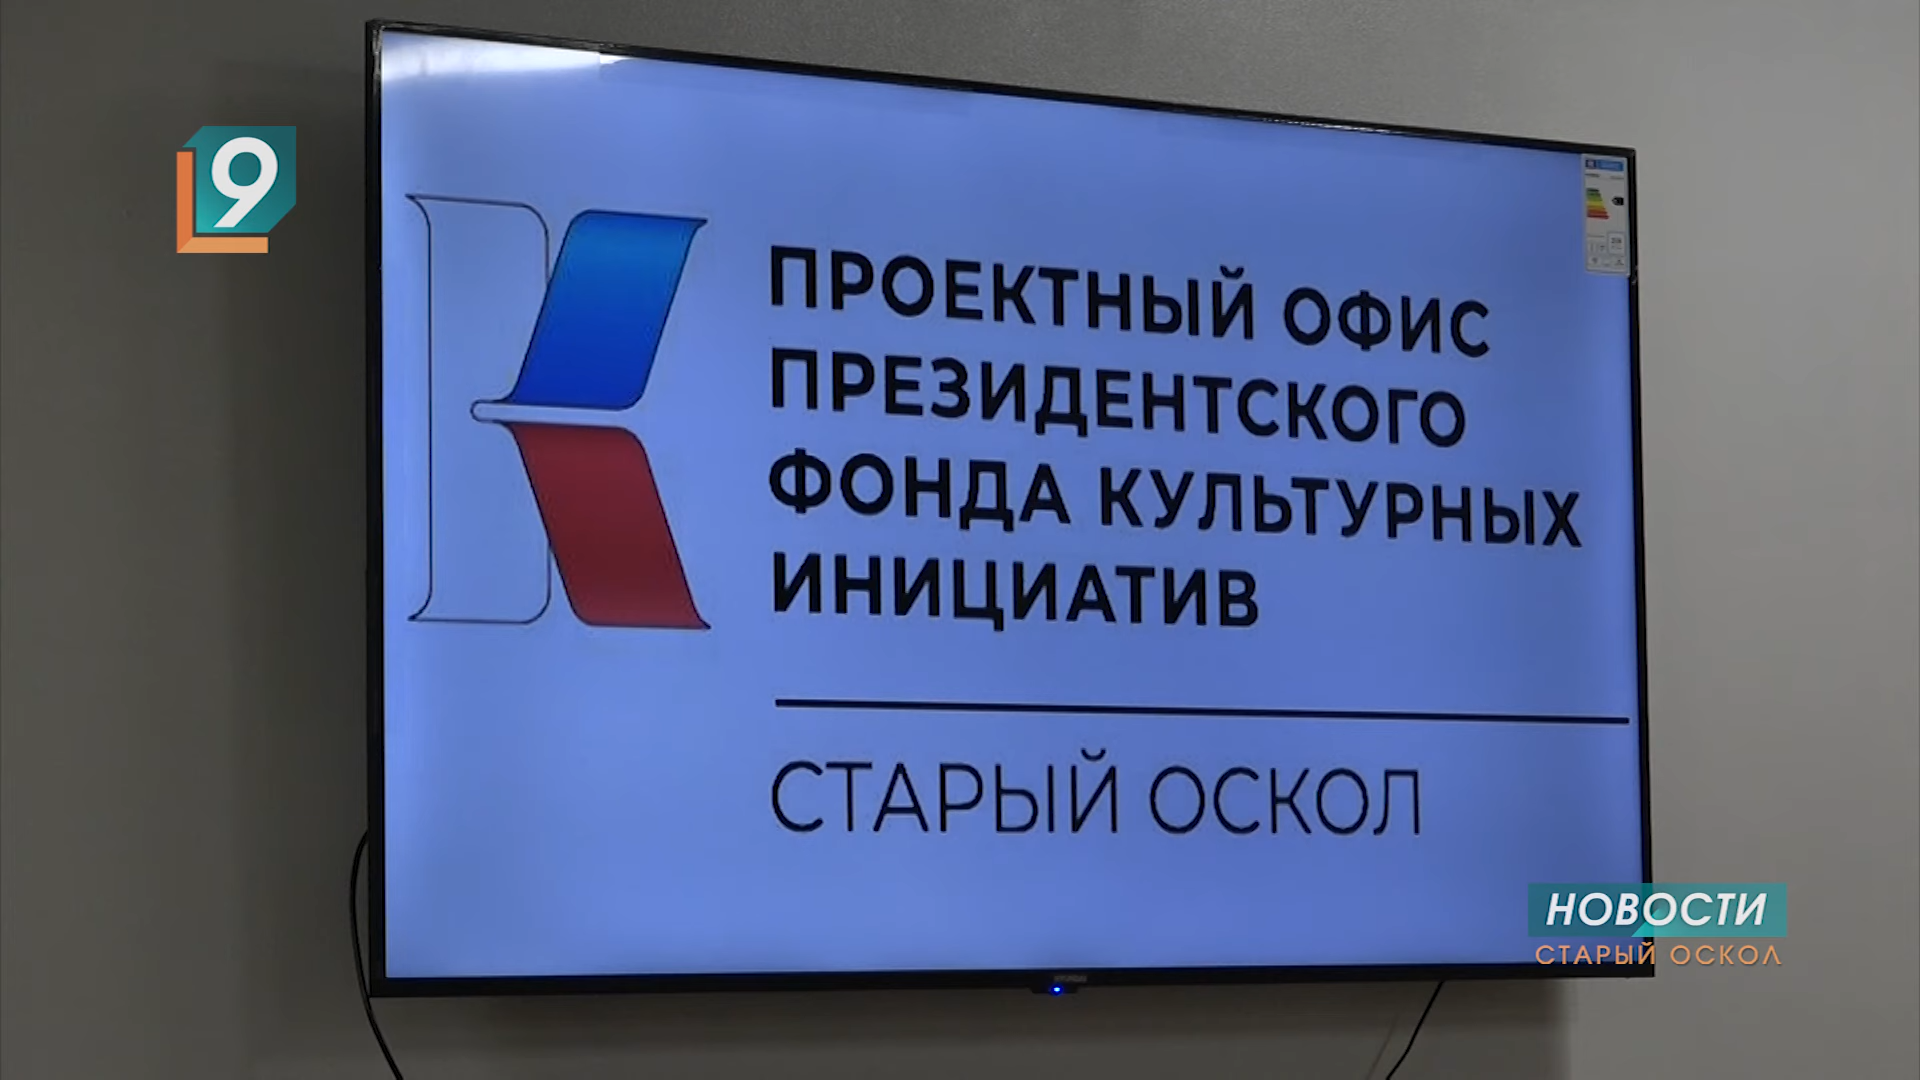 9
ПРОЕКТНЫЙ ОФИС
ПРЕЗИДЕНТСКОГО
ФОНДА КУЛЬТУРНЫХ
ИНИЦИАТИВ
СТАРЫЙ ОСКОЛ
НОВОСТИ
СТАРЫЙ ОСКОЛ